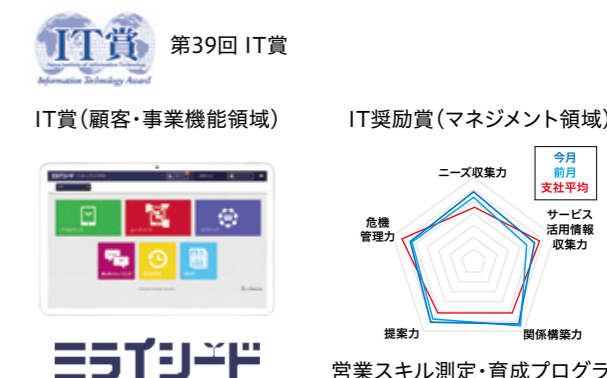 IT賞
Information Technology Award
第39回 IT賞
IT賞（顧客・事業機能領域）
IT奨励賞（マネジメント領域）
今月
前月
支社平均
ニーズ収集力
サービス
活用情報
収集力
危機
管理力
提案力
関係構築力
ミライシード
営業スキル測定・育成プログラ